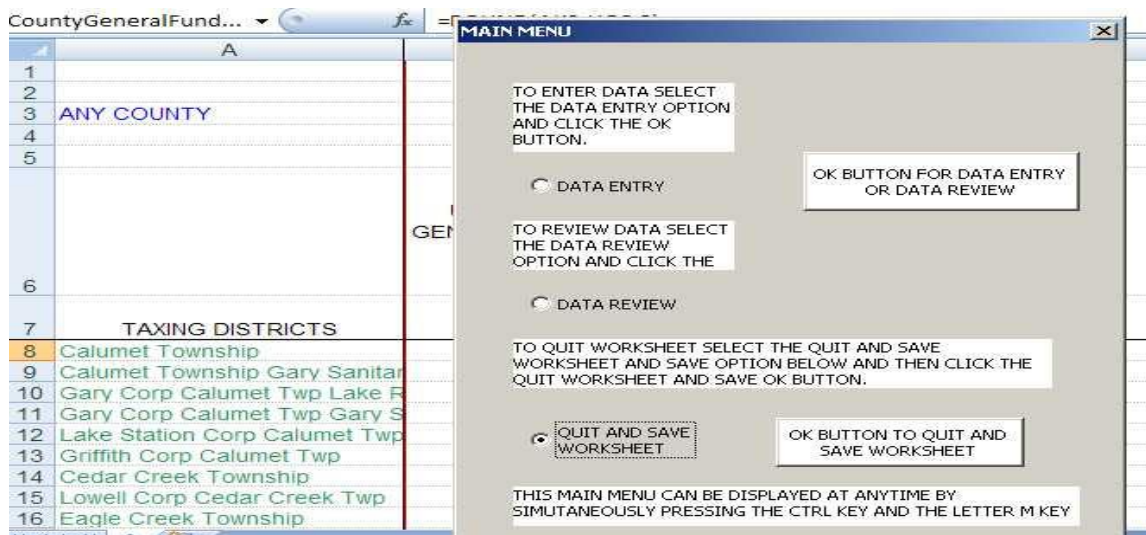 CountyGeneralFund...
fx
MAIN MENU
A
1
2
3 ANY COUNTY
4
5
6
GEN
7 TAXING DISTRICTS
8 Calumet Township
9 Calumet Township Gary Sanitar
10 Gary Corp Calumet Twp Lake R
11 Gary Corp Calumet Twp Gary S
12 Lake Station Corp Calumet Twp
13 Griffith Corp Calumet Twp
14 Cedar Creek Township
15 Lowell Corp Cedar Creek Twp
16 Eagle Creek Township
TO ENTER DATA SELECT
THE DATA ENTRY OPTION
AND CLICK THE OK
BUTTON.
DATA ENTRY
OK BUTTON FOR DATA ENTRY
OR DATA REVIEW
TO REVIEW DATA SELECT
THE DATA REVIEW
OPTION AND CLICK THE
DATA REVIEW
TO QUIT WORKSHEET SELECT THE QUIT AND SAVE
WORKSHEET AND SAVE OPTION BELOW AND THEN CLICK THE
QUIT WORKSHEET AND SAVE OK BUTTON.
QUIT AND SAVE
WORKSHEET
OK BUTTON TO QUIT AND
SAVE WORKSHEET
THIS MAIN MENU CAN BE DISPLAYED AT ANYTIME BY
SIMUTANEOUSLY PRESSING THE CTRL KEY AND THE LETTER M KEY